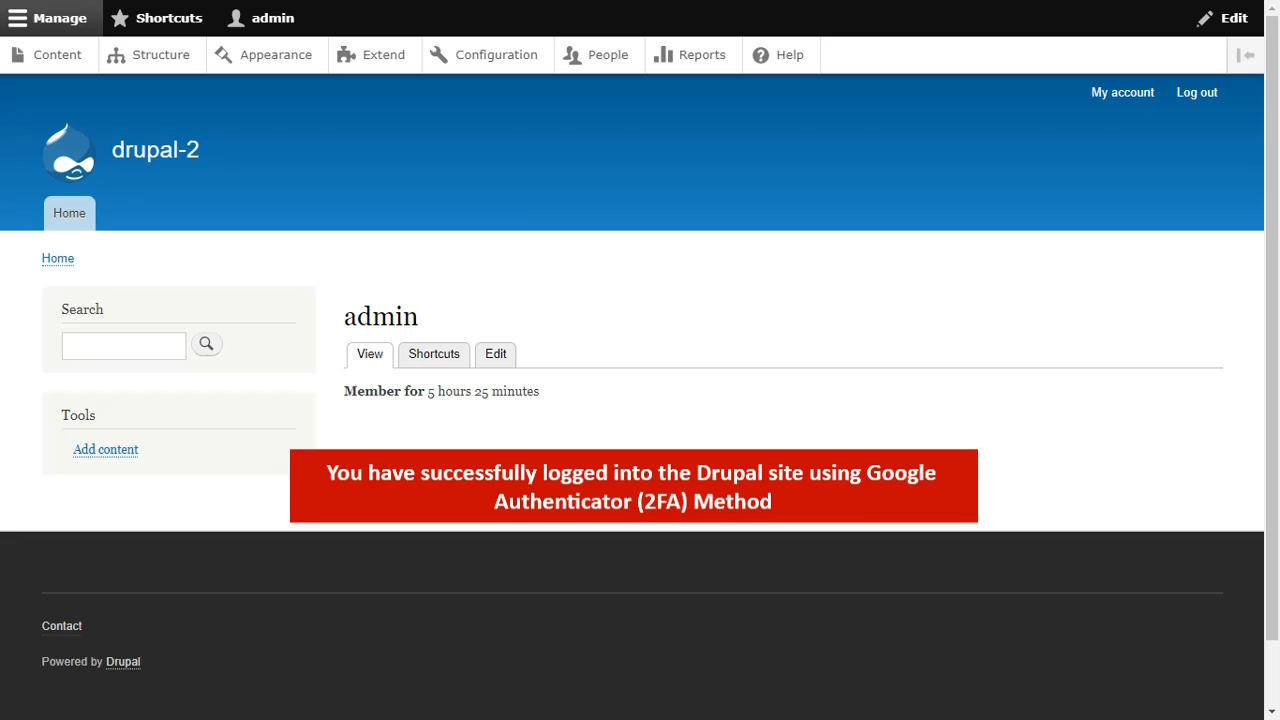 Manage Shortcuts admin Edit
Content Structure Appearance Extend Configuration People Reports Help
My account Log out
drupal-2
Home
Home
Search
admin
View Shortcuts Edit
Member for 5 hours 25 minutes
Tools
Add content
You have successfully logged into the Drupal site using Google
Authenticator (2FA) Method
Contact
Powered by Drupal